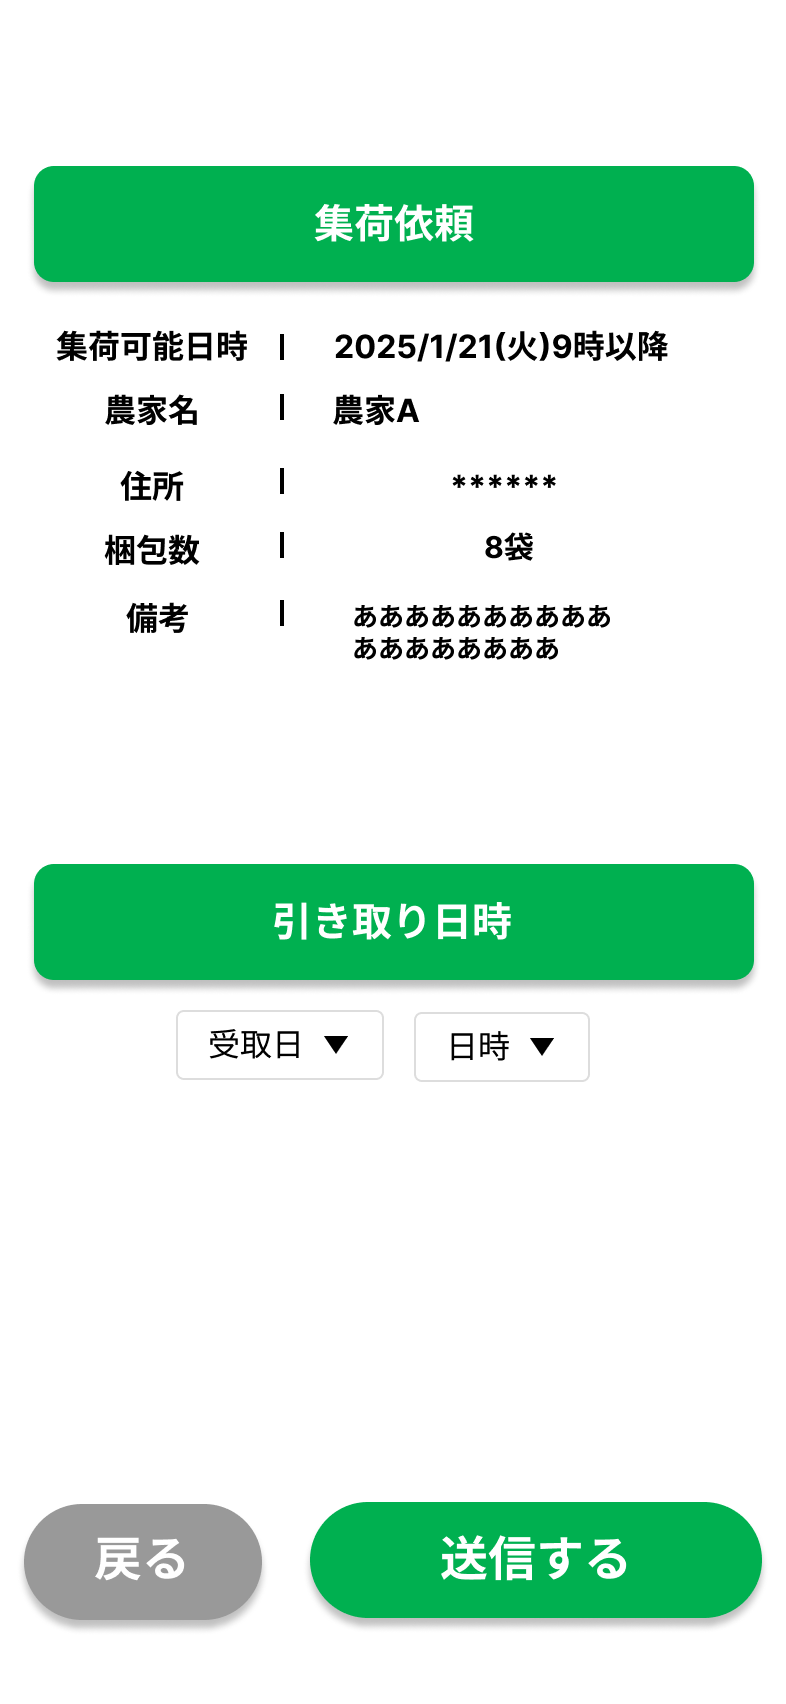 集荷依頼
集荷可能日時 2025/1/21(火)9時以降
農家名 農家A
住所 ******
梱包数 8袋
備考 ああああああああああ
ああああああああ
引き取り日時
受取日 ▼ 日時 ▼
戻る 送信する